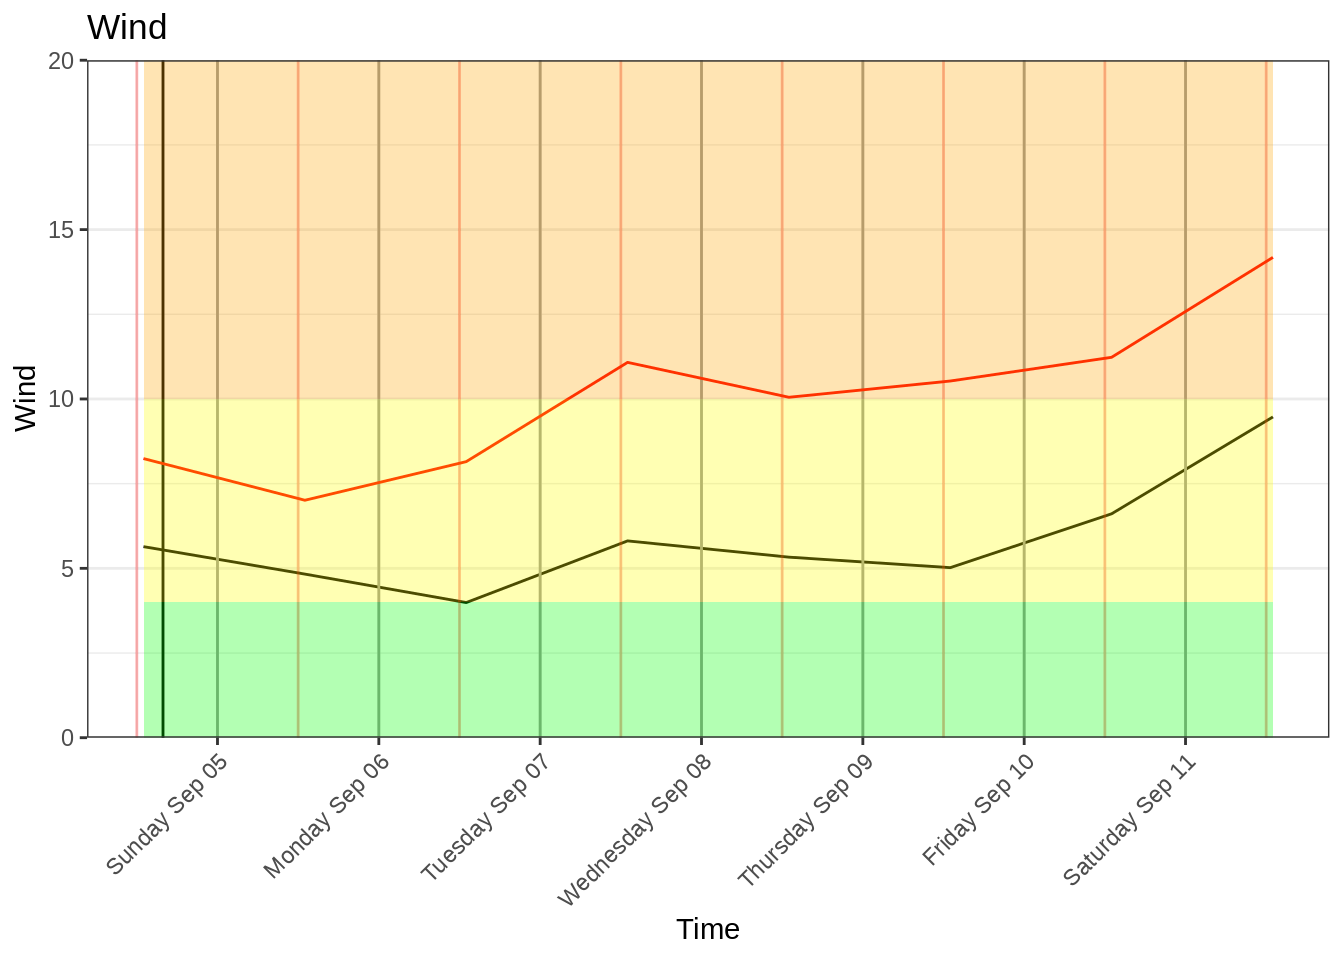 Wind
20
15
10
5
0
Wind
Sunday Sep 05
Monday Sep 06
Tuesday Sep 07
Wednesday Sep 08
Thursday Sep 09
Friday Sep 10
Saturday Sep 11
Time